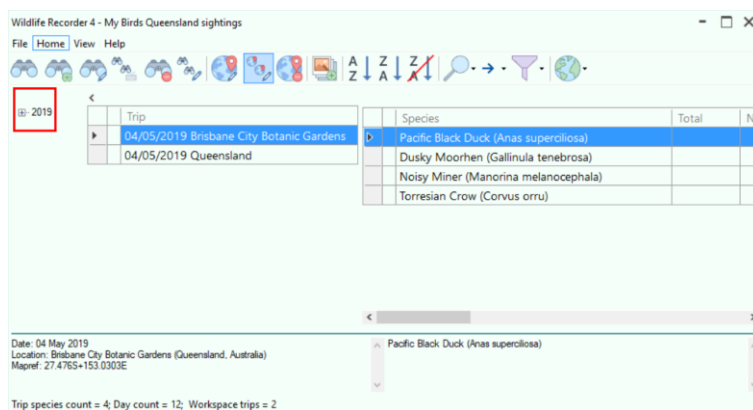 Wildlife Recorder 4 - My Birds Queensland sightings
File Home View Help
2019
Trip
04/05/2019 Brisbane City Botanic Gardens
04/05/2019 Queensland
Species Total N
Pacific Black Duck (Anas superciliosa)
Dusky Moorhen (Gallinula tenebrosa)
Noisy Miner (Manorina melanocephala)
Torresian Crow (Corvus orru)
Date: 04 May 2019
Location: Brisbane City Botanic Gardens (Queensland, Australia)
Mapref: 27.476S+153.0303E
Pacific Black Duck (Anas superciliosa)
Trip species count = 4; Day count = 12; Workspace trips = 2